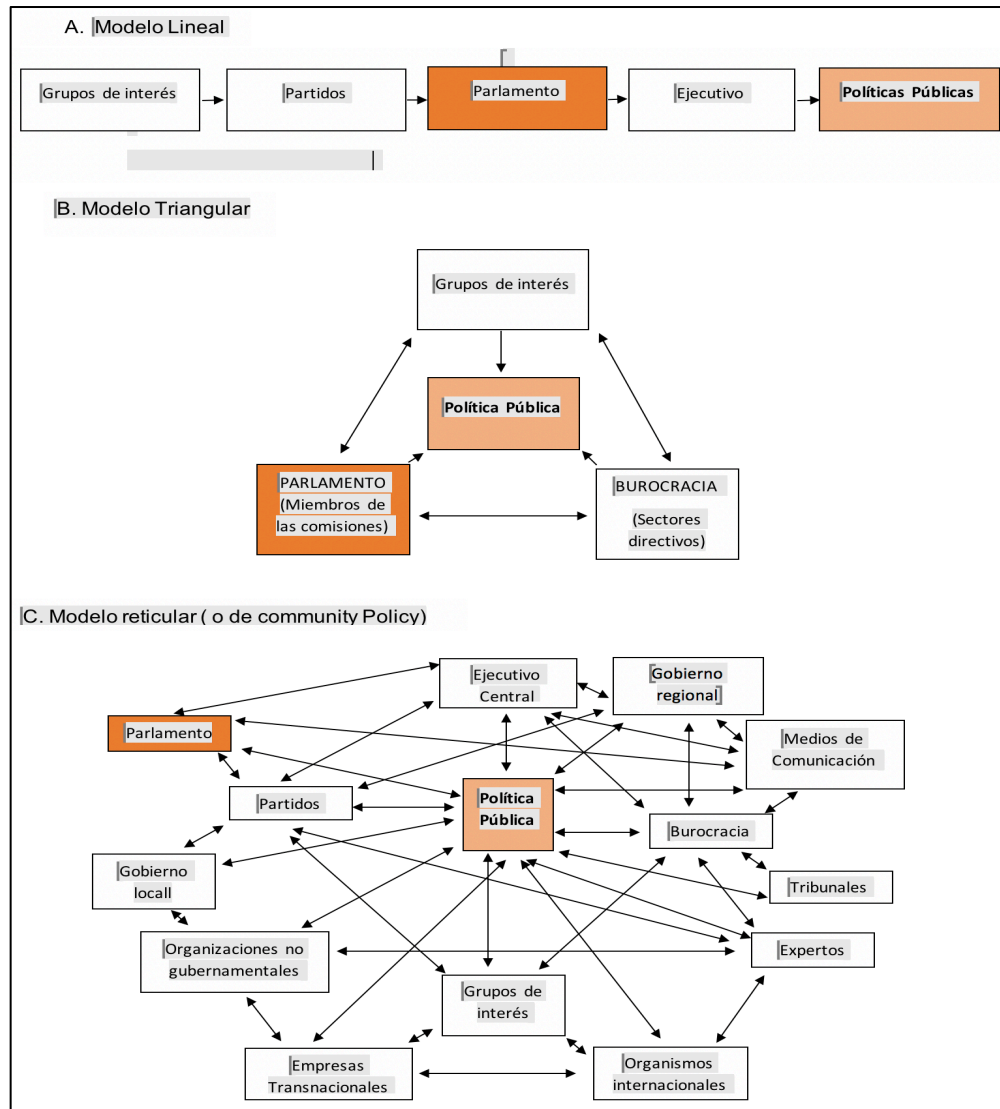 A. Modelo Lineal
Grupos de interés
Partidos
Parlamento
Ejecutivo
Políticas Públicas
B. Modelo Triangular
Grupos de interés
Política Pública
PARLAMENTO
(Miembros de
las comisiones)
BUROCRACIA
(Sectores
directivos)
C. Modelo reticular ( o de community Policy)
Ejecutivo
Central
Gobierno
regional
Parlamento
Medios de
Comunicación
Partidos
Política
Pública
Burocracia
Gobierno
locall
Tribunales
Organizaciones no
gubernamentales
Expertos
Grupos de
interés
Empresas
Transnacionales
Organismos
internacionales